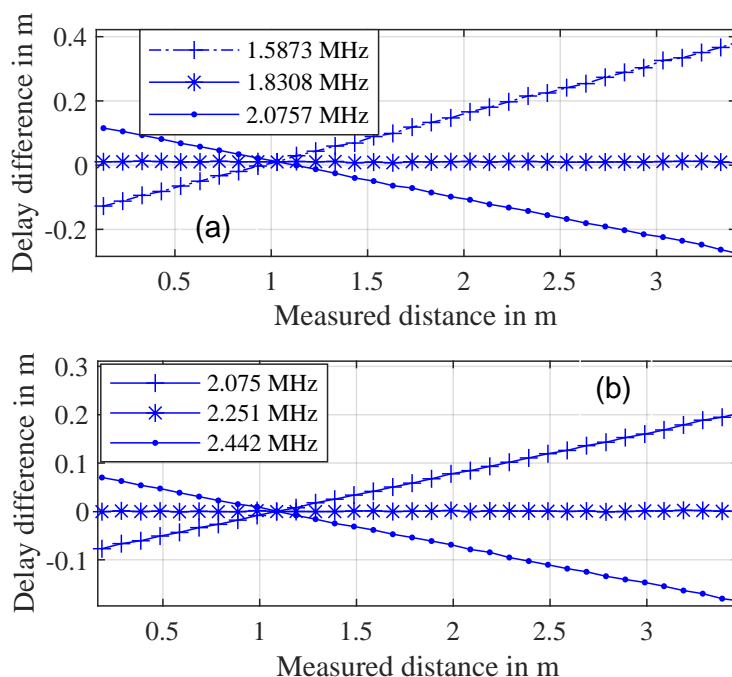 0.4
0.2
0
-0.2
Delay difference in m
1.5873 MHz
1.8308 MHz
2.0757 MHz
(a)
0.5 1 1.5 2 2.5 3
Measured distance in m
0.3
0.2
0.1
0
-0.1
Delay difference in m
2.075 MHz
2.251 MHz
2.442 MHz
(b)
0.5 1 1.5 2 2.5 3
Measured distance in m